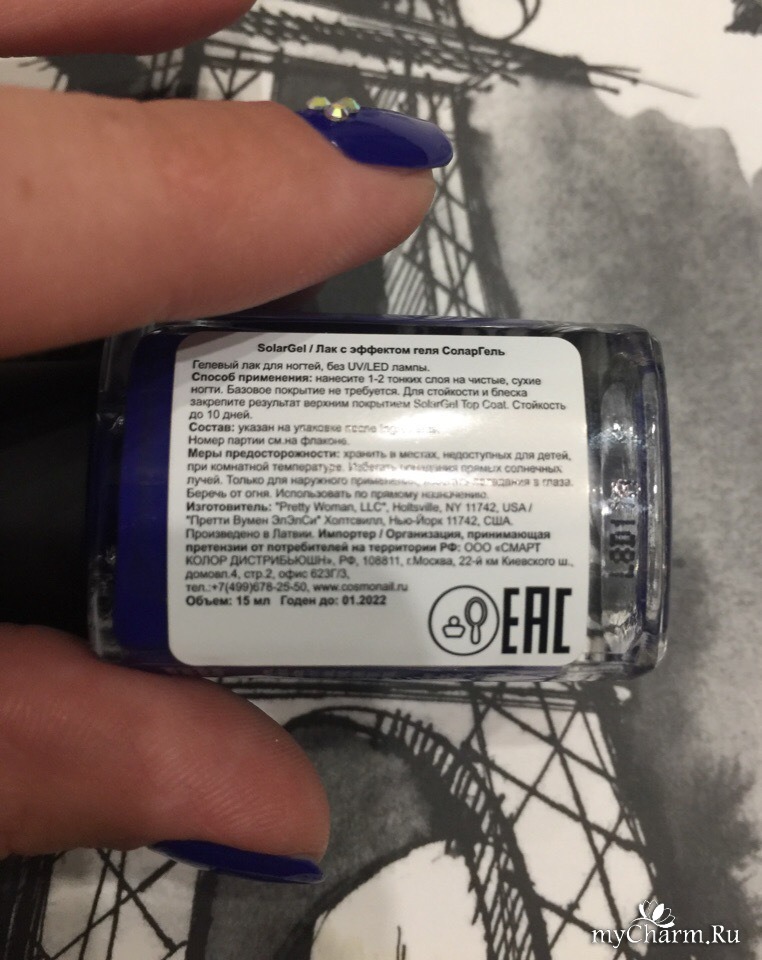 SolarGel / Лак с эффектом геля СоларГель
Гелевый лак для ногтей, без UV/LED лампы.
Способ применения: нанесите 1-2 тонких слоя на чистые, сухие
ногти. Базовое покрытие не требуется. Для стойкости и блеска
закрепите результат верхним покрытием SolarGel Top Coat. Стойкость
до 10 дней.
Состав: указан на упаковке после
Номер партии см.на флаконе.
Меры предосторожности: хранить в местах, недоступных для детей,
при комнатной температуре. Избегать попадания прямых солнечных
лучей. Только для наружного применения, попадания в глаза.
Беречь от огня. Использовать по прямому назначению.
Изготовитель: "Pretty Woman, LLC", Holtsville, NY 11742, USA /
"Претти Вумен ЭлЭлСи" Холтсвилл, Нью-Йорк 11742, США.
Произведено в Латвии. Импортер / Организация, принимающая
претензии от потребителей на территории РФ: ООО «СМАРТ
КОЛОР ДИСТРИБЬЮШН», РФ, 108811, г.Москва, 22-й км Киевского ш.,
домовл.4, стр.2, офис 623Г/3,
тел.:+7(499)678-25-50, www.cosmonail.ru
Объем: 15 мл Годен до: 01.2022
EAC
myCharm.Ru